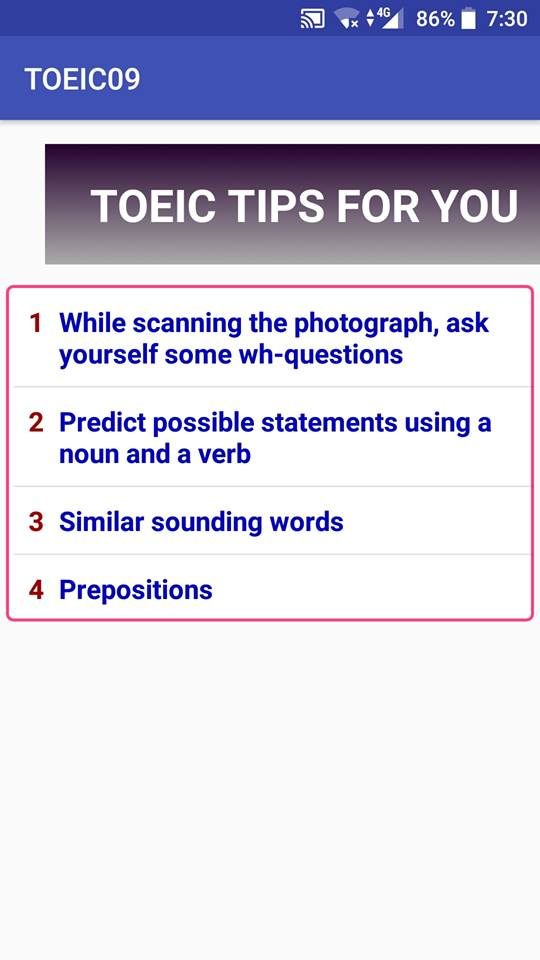 4G 86% 7:30
TOEIC09
TOEIC TIPS FOR YOU
1 While scanning the photograph, ask
yourself some wh-questions
2 Predict possible statements using a
noun and a verb
3 Similar sounding words
4 Prepositions